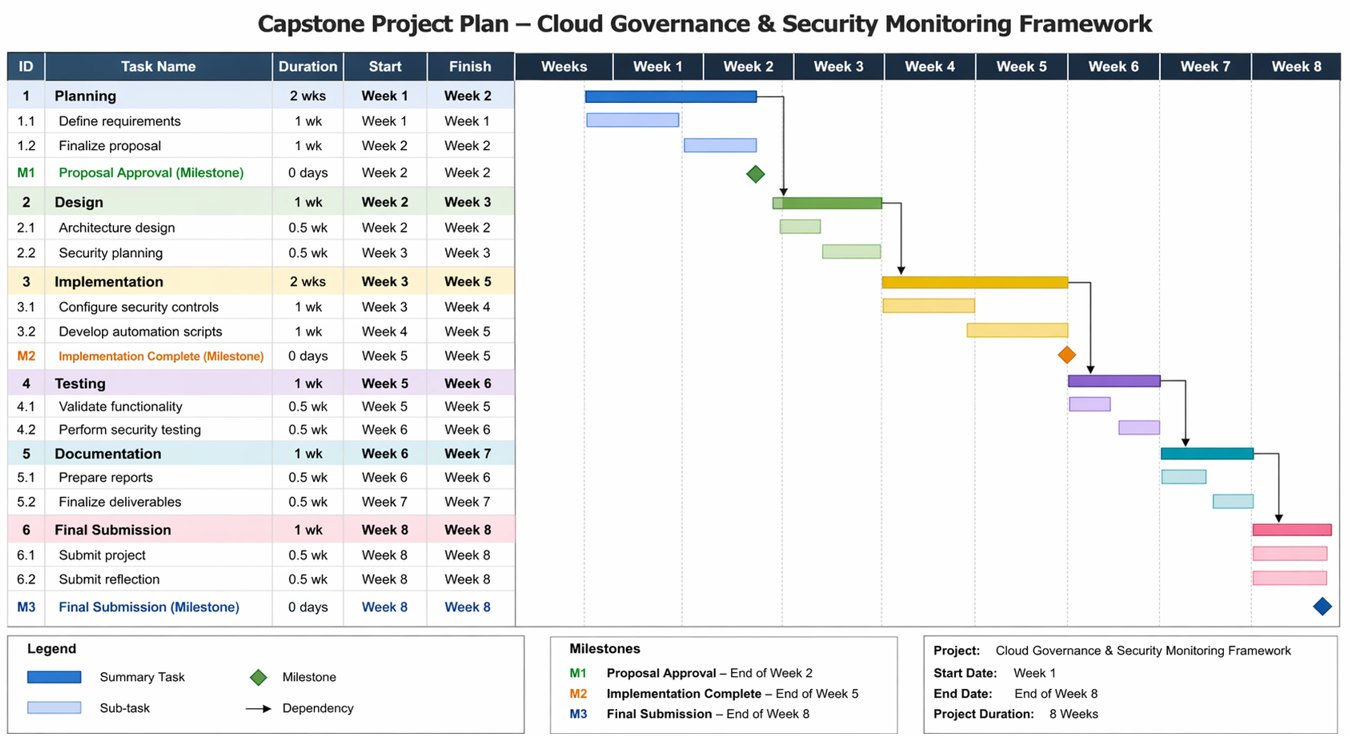 Capstone Project Plan – Cloud Governance & Security Monitoring Framework
ID Task Name Duration Start Finish Weeks Week 1 Week 2 Week 3 Week 4 Week 5 Week 6 Week 7 Week 8
1 Planning 2 wks Week 1 Week 2
1.1 Define requirements 1 wk Week 1 Week 1
1.2 Finalize proposal 1 wk Week 2 Week 2
M1 Proposal Approval (Milestone) 0 days Week 2 Week 2
2 Design 1 wk Week 2 Week 3
2.1 Architecture design 0.5 wk Week 2 Week 2
2.2 Security planning 0.5 wk Week 3 Week 3
3 Implementation 2 wks Week 3 Week 5
3.1 Configure security controls 1 wk Week 3 Week 4
3.2 Develop automation scripts 1 wk Week 4 Week 5
M2 Implementation Complete (Milestone) 0 days Week 5 Week 5
4 Testing 1 wk Week 5 Week 6
4.1 Validate functionality 0.5 wk Week 5 Week 5
4.2 Perform security testing 0.5 wk Week 6 Week 6
5 Documentation 1 wk Week 6 Week 7
5.1 Prepare reports 0.5 wk Week 6 Week 6
5.2 Finalize deliverables 0.5 wk Week 7 Week 7
6 Final Submission 1 wk Week 8 Week 8
6.1 Submit project 0.5 wk Week 8 Week 8
6.2 Submit reflection 0.5 wk Week 8 Week 8
M3 Final Submission (Milestone) 0 days Week 8 Week 8
Legend
Summary Task Milestone
Sub-task Dependency
Milestones
M1 Proposal Approval – End of Week 2
M2 Implementation Complete – End of Week 5
M3 Final Submission – End of Week 8
Project: Cloud Governance & Security Monitoring Framework
Start Date: Week 1
End Date: End of Week 8
Project Duration: 8 Weeks